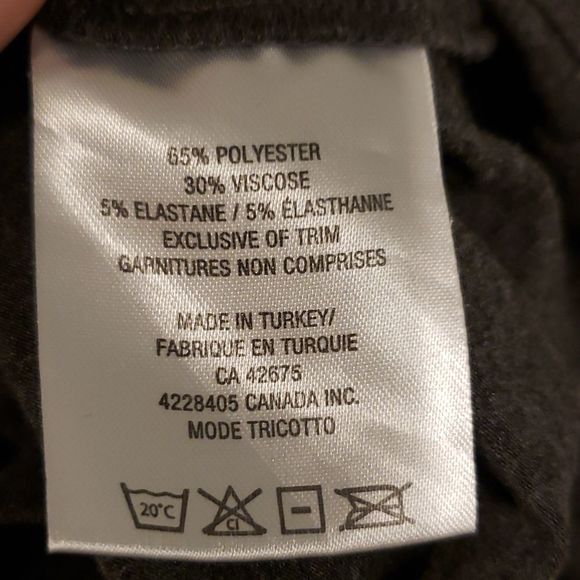 65% POLYESTER
30% VISCOSE
5% ELASTANE / 5% ÉLASTHANNE
EXCLUSIVE OF TRIM
GARNITURES NON COMPRISES
MADE IN TURKEY/
FABRIQUE EN TURQUIE
CA 42675
4228405 CANADA INC.
MODE TRICOTTO
20°C
Cl